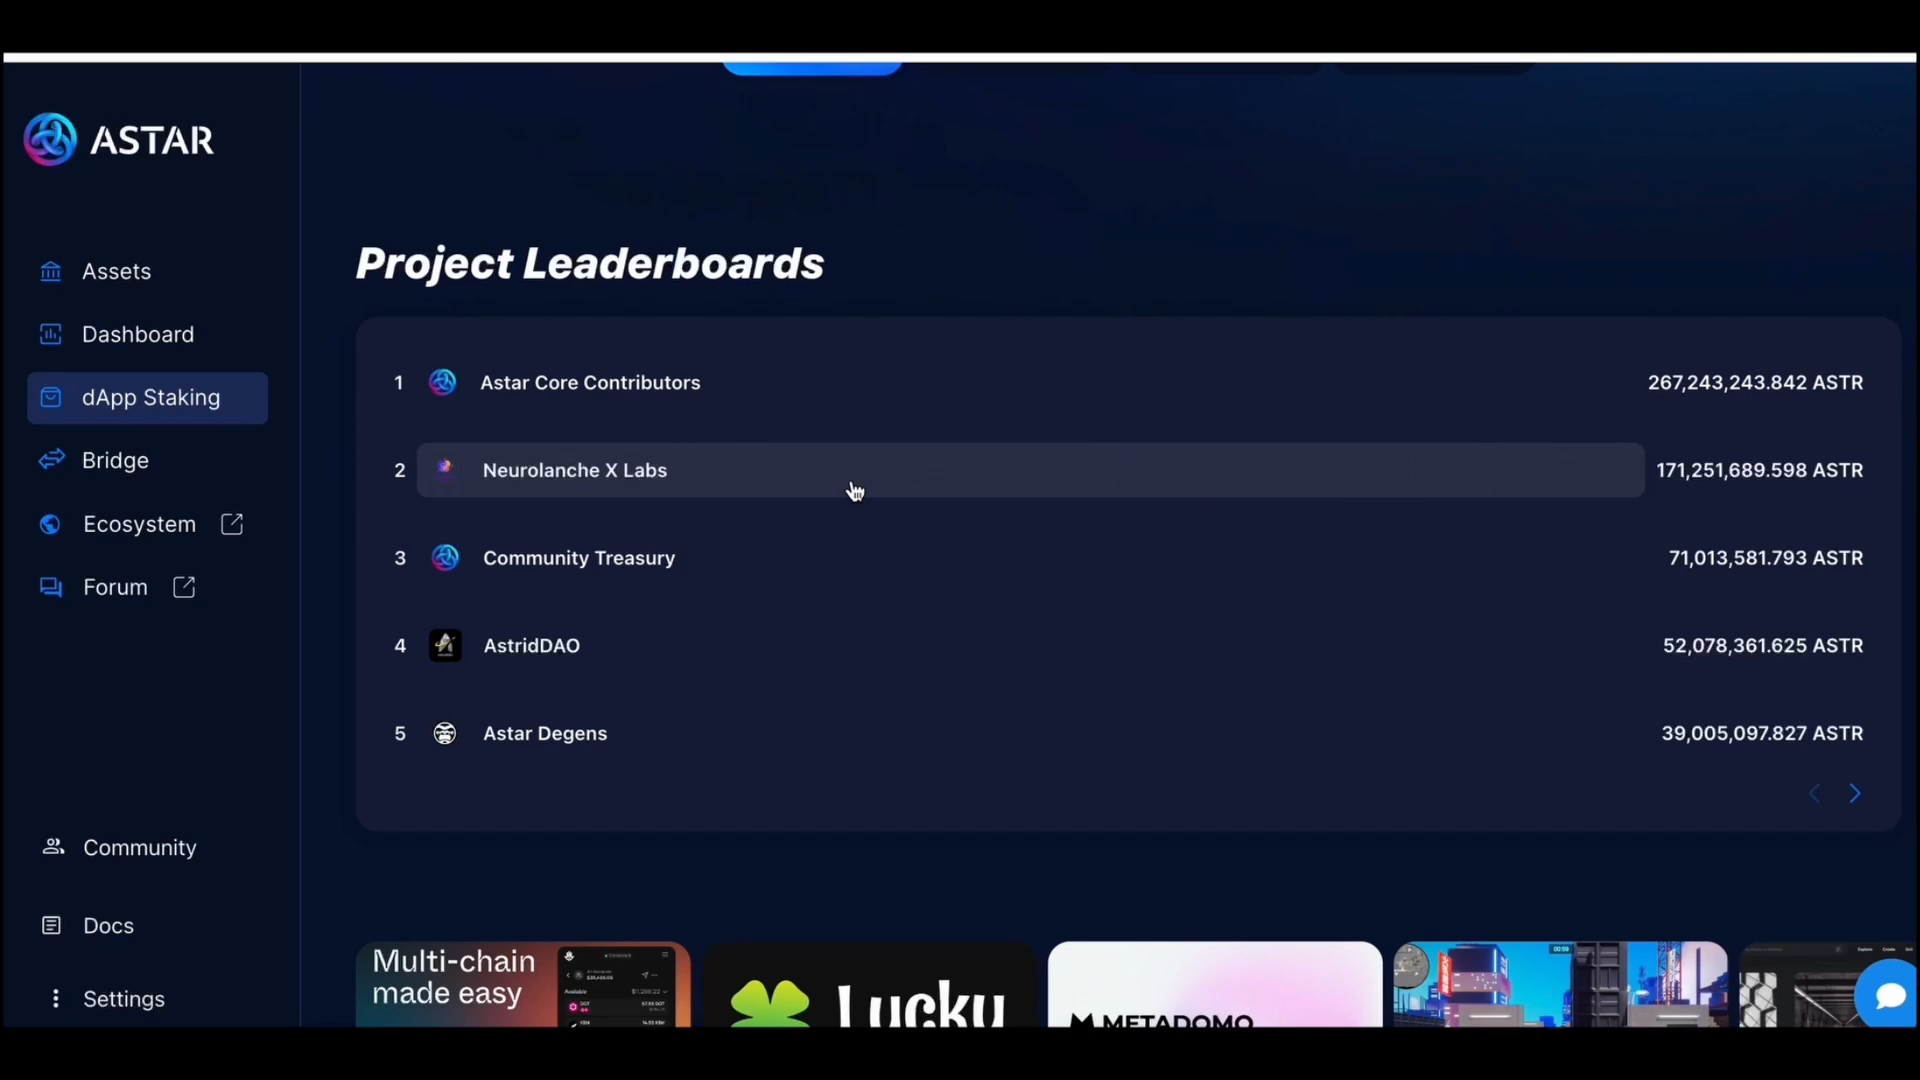 ASTAR
Assets
Dashboard
dApp Staking
Bridge
Ecosystem
Forum
Community
Docs
Settings
Project Leaderboards
1 Astar Core Contributors 267,243,243.842 ASTR
2 Neurolanche X Labs 171,251,689.598 ASTR
3 Community Treasury 71,013,581.793 ASTR
4 AstridDAO 52,078,361.625 ASTR
5 Astar Degens 39,005,097.827 ASTR
Multi-chain
made easy
Lucky
METADOMO